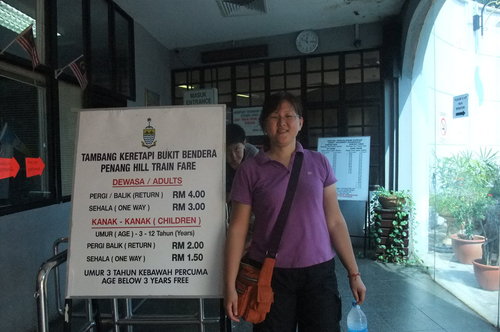 MASUK
ENTRANCE
TAMBANG KERETAPI BUKIT BENDERA
PENANG HILL TRAIN FARE
DEWASA / ADULTS
PERGI / BALIK (RETURN) RM 4.00
SEHALA ( ONE WAY ) RM 3.00
KANAK - KANAK ( CHILDREN )
UMUR ( AGE ) - 3 - 12 Tahun (Years)
PERGI BALIK (RETURN ) RM 2.00
SEHALA ( ONE WAY ) RM 1.50
UMUR 3 TAHUN KEBAWAH PERCUMA
AGE BELOW 3 YEARS FREE